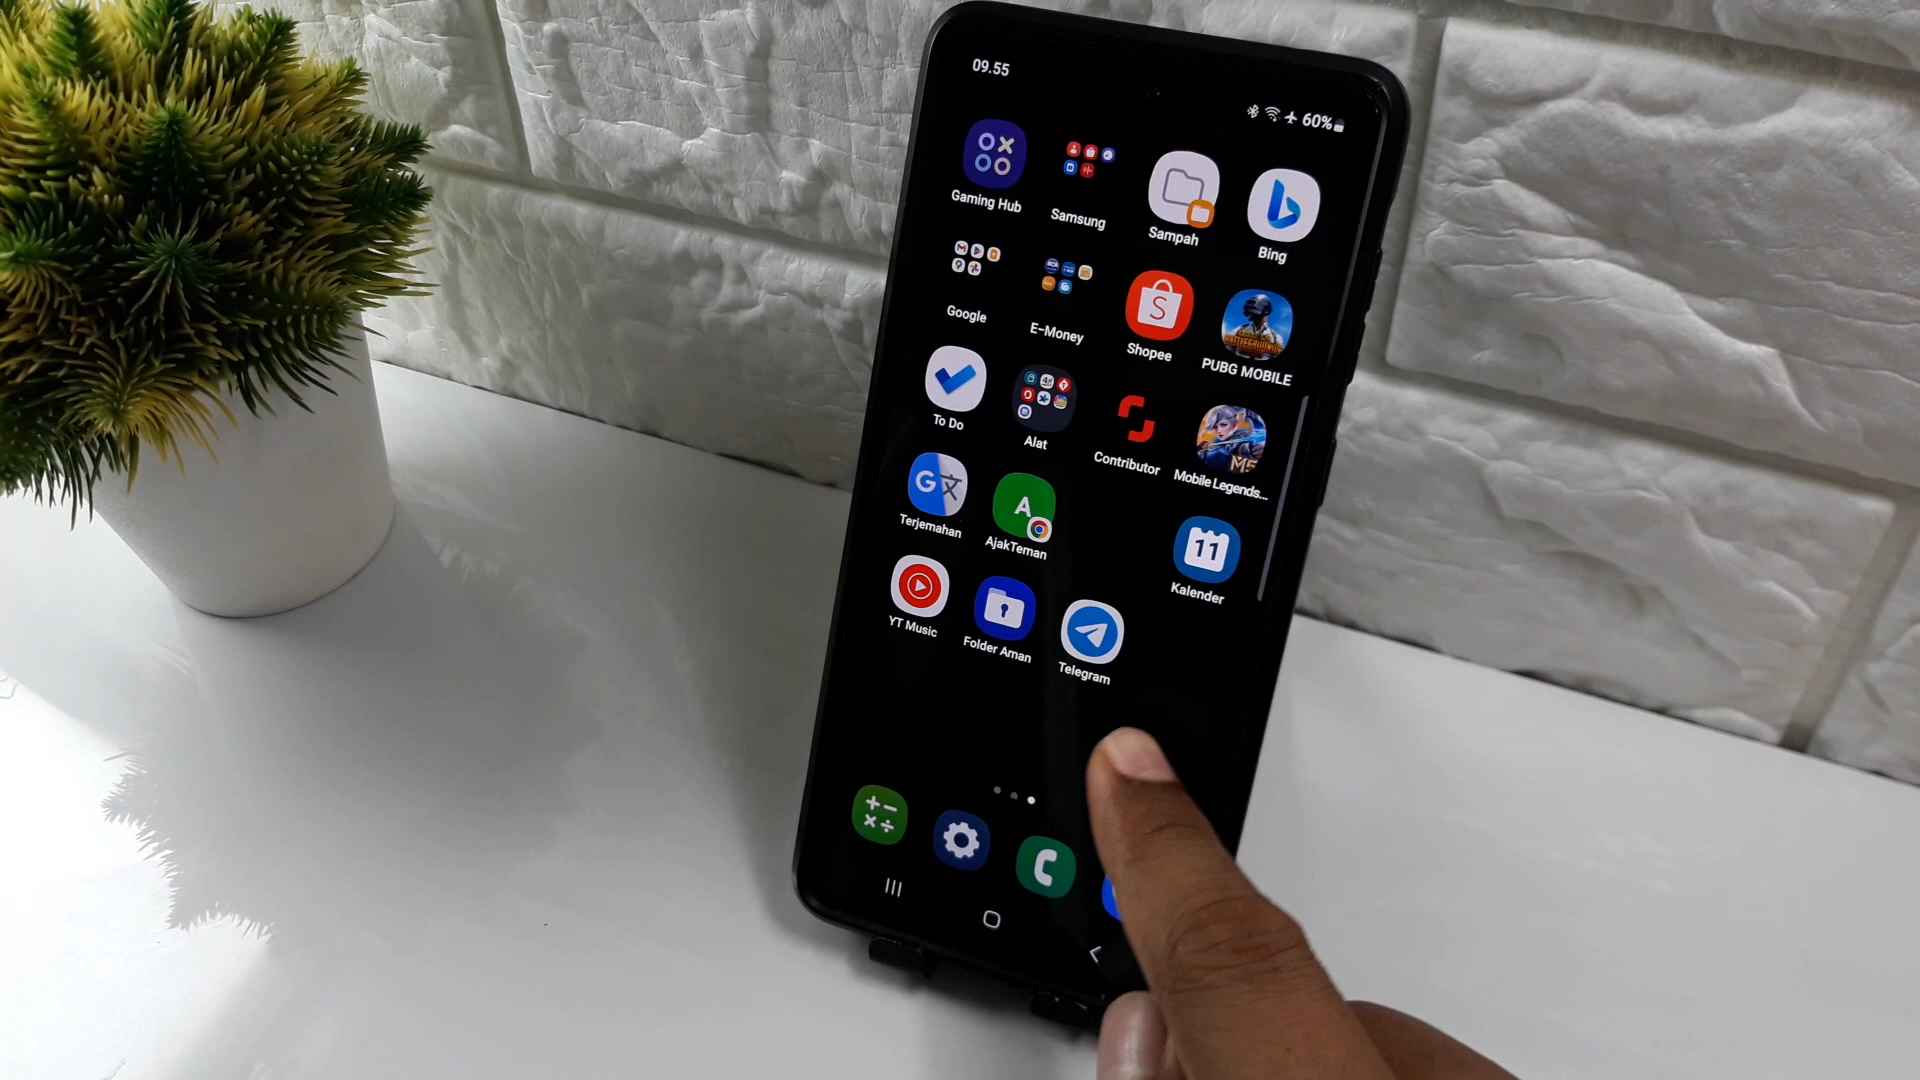 09.55
60%
Gaming Hub
Samsung
Sampah
Bing
Google
E-Money
Shopee
PUBG MOBILE
To Do
Alat
Contributor
Mobile Legends...
Terjemahan
AjakTeman
11
Kalender
YT Music
Folder Aman
Telegram